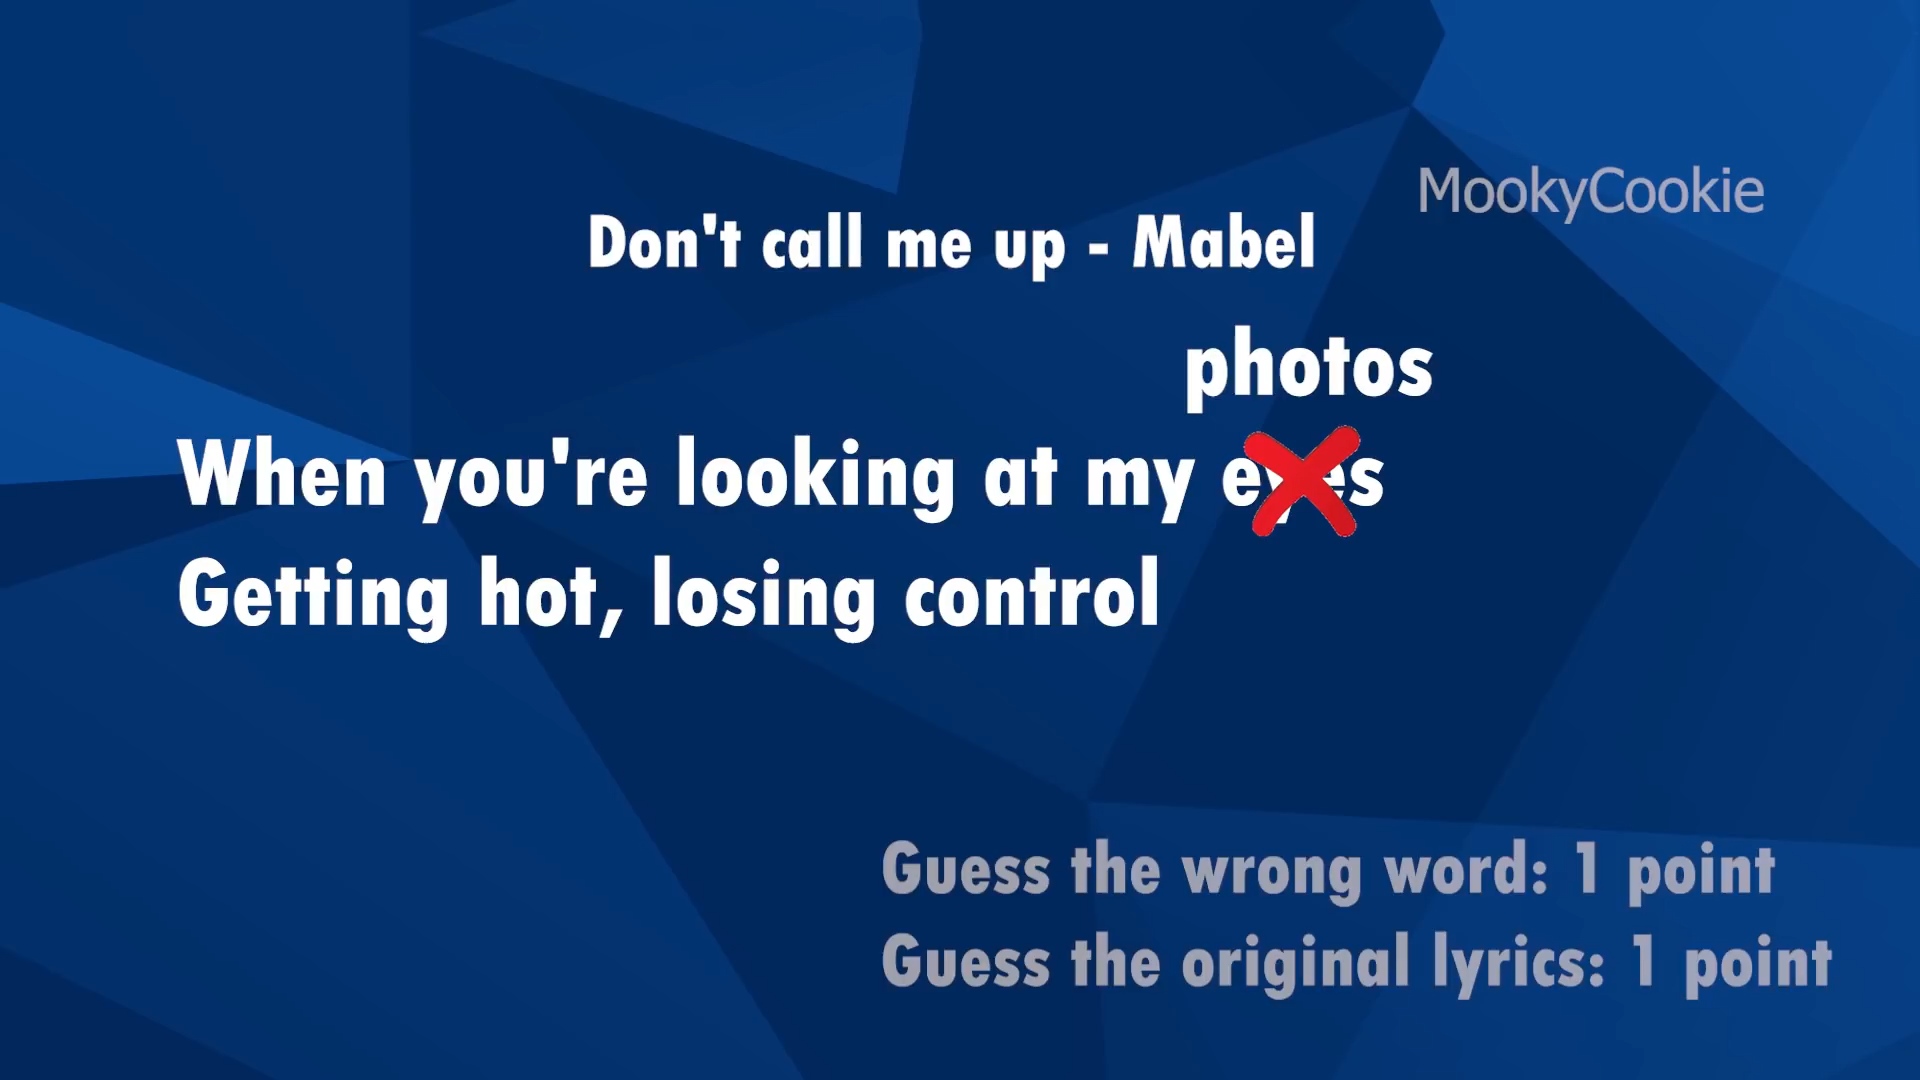 MookyCookie
Don't call me up - Mabel
photos
When you're looking at my eyes
Getting hot, losing control
Guess the wrong word: 1 point
Guess the original lyrics: 1 point